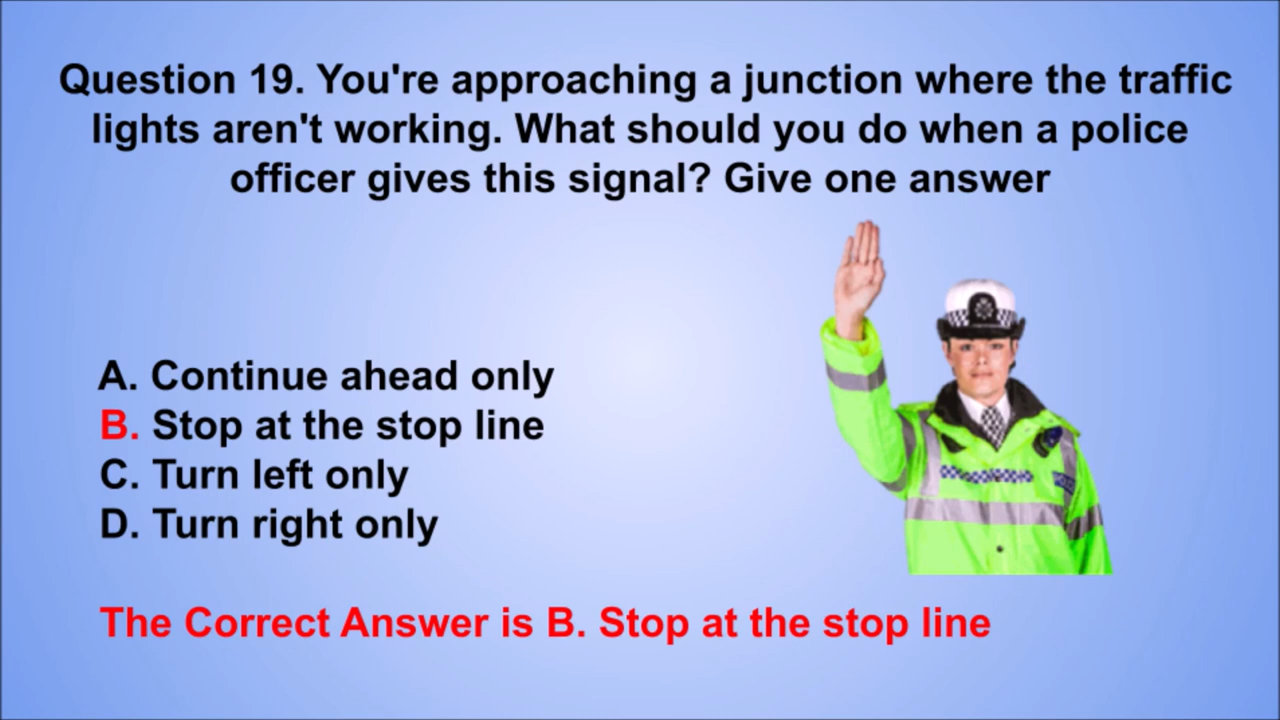 Question 19. You're approaching a junction where the traffic
lights aren't working. What should you do when a police
officer gives this signal? Give one answer
A. Continue ahead only
B. Stop at the stop line
C. Turn left only
D. Turn right only
The Correct Answer is B. Stop at the stop line